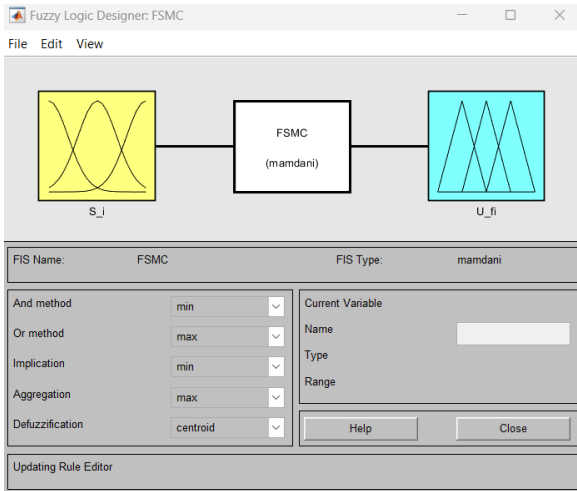 Fuzzy Logic Designer: FSMC
File Edit View
FSMC
(mamdani)
S_i
U_fi
FIS Name: FSMC FIS Type: mamdani
And method min
Or method max
Implication min
Aggregation max
Defuzzification centroid
Current Variable
Name
Type
Range
Help Close
Updating Rule Editor